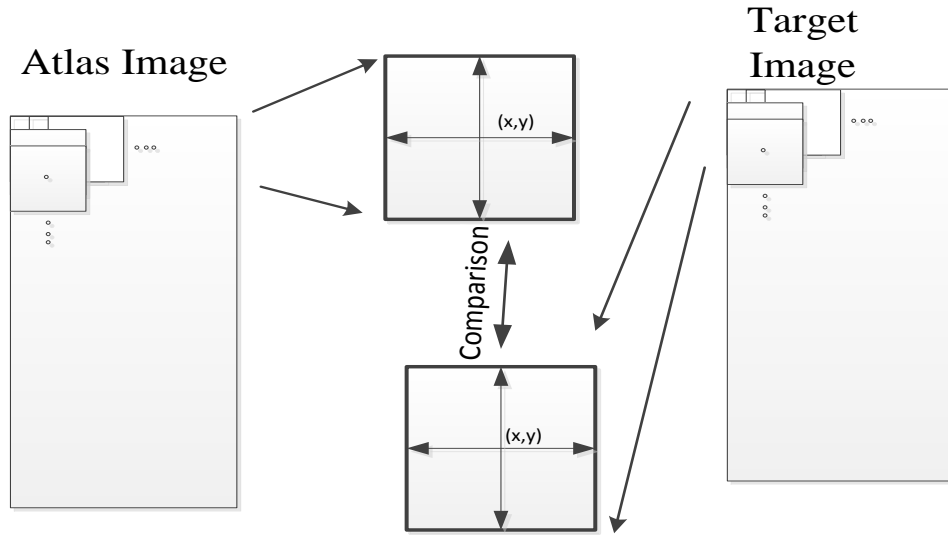 Atlas Image
Target
Image
(x,y)
Comparison
(x,y)